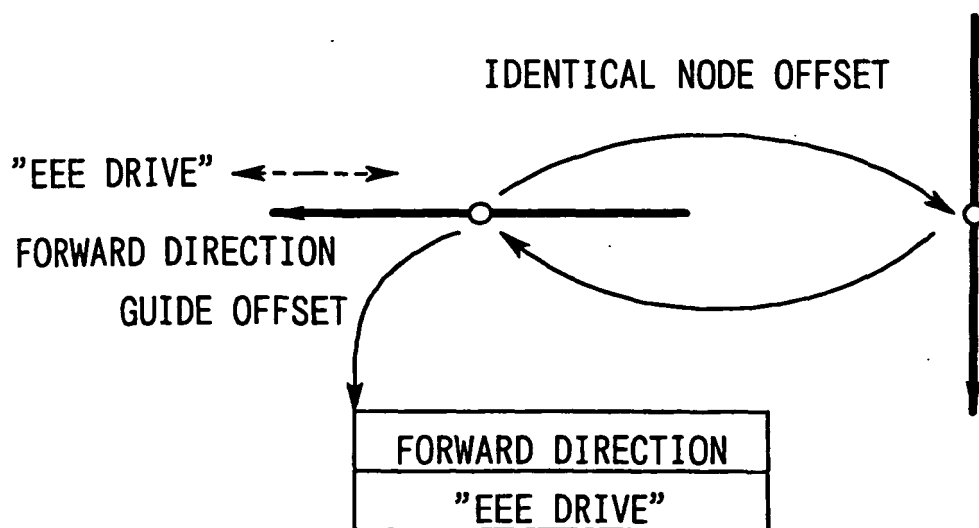 IDENTICAL NODE OFFSET
"EEE DRIVE"
FORWARD DIRECTION
GUIDE OFFSET
FORWARD DIRECTION
"EEE DRIVE"